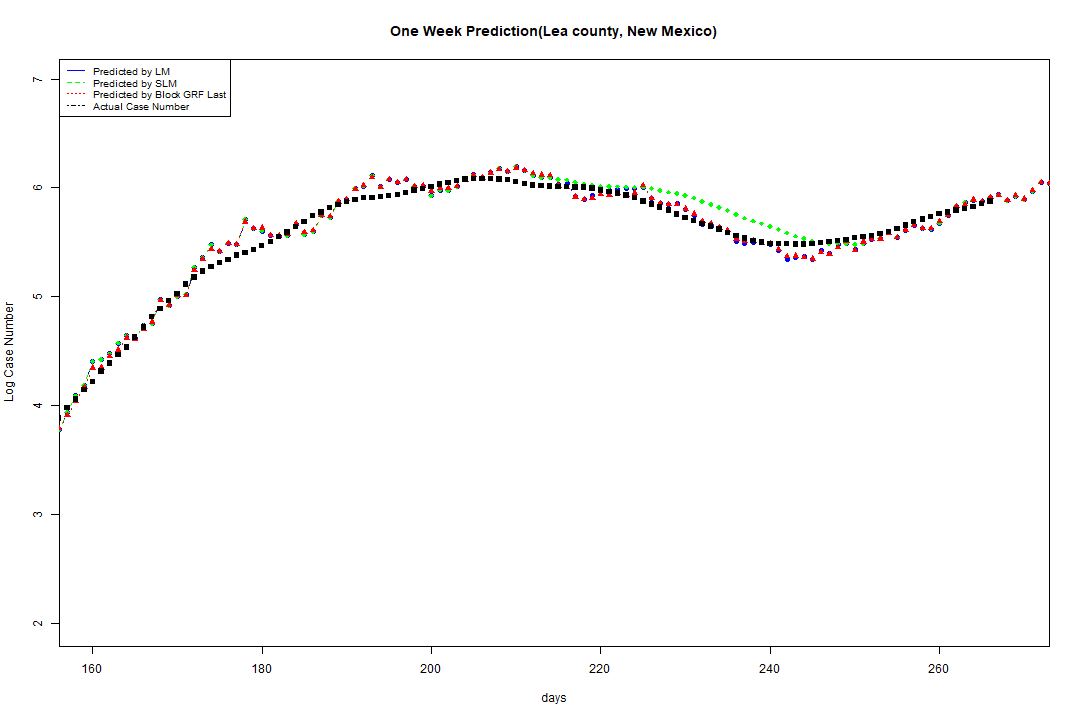 One Week Prediction(Lea county, New Mexico)
Predicted by LM
Predicted by SLM
Predicted by Block GRF Last
Actual Case Number
7
6
5
4
3
2
Log Case Number
160 180 200 220 240 260
days